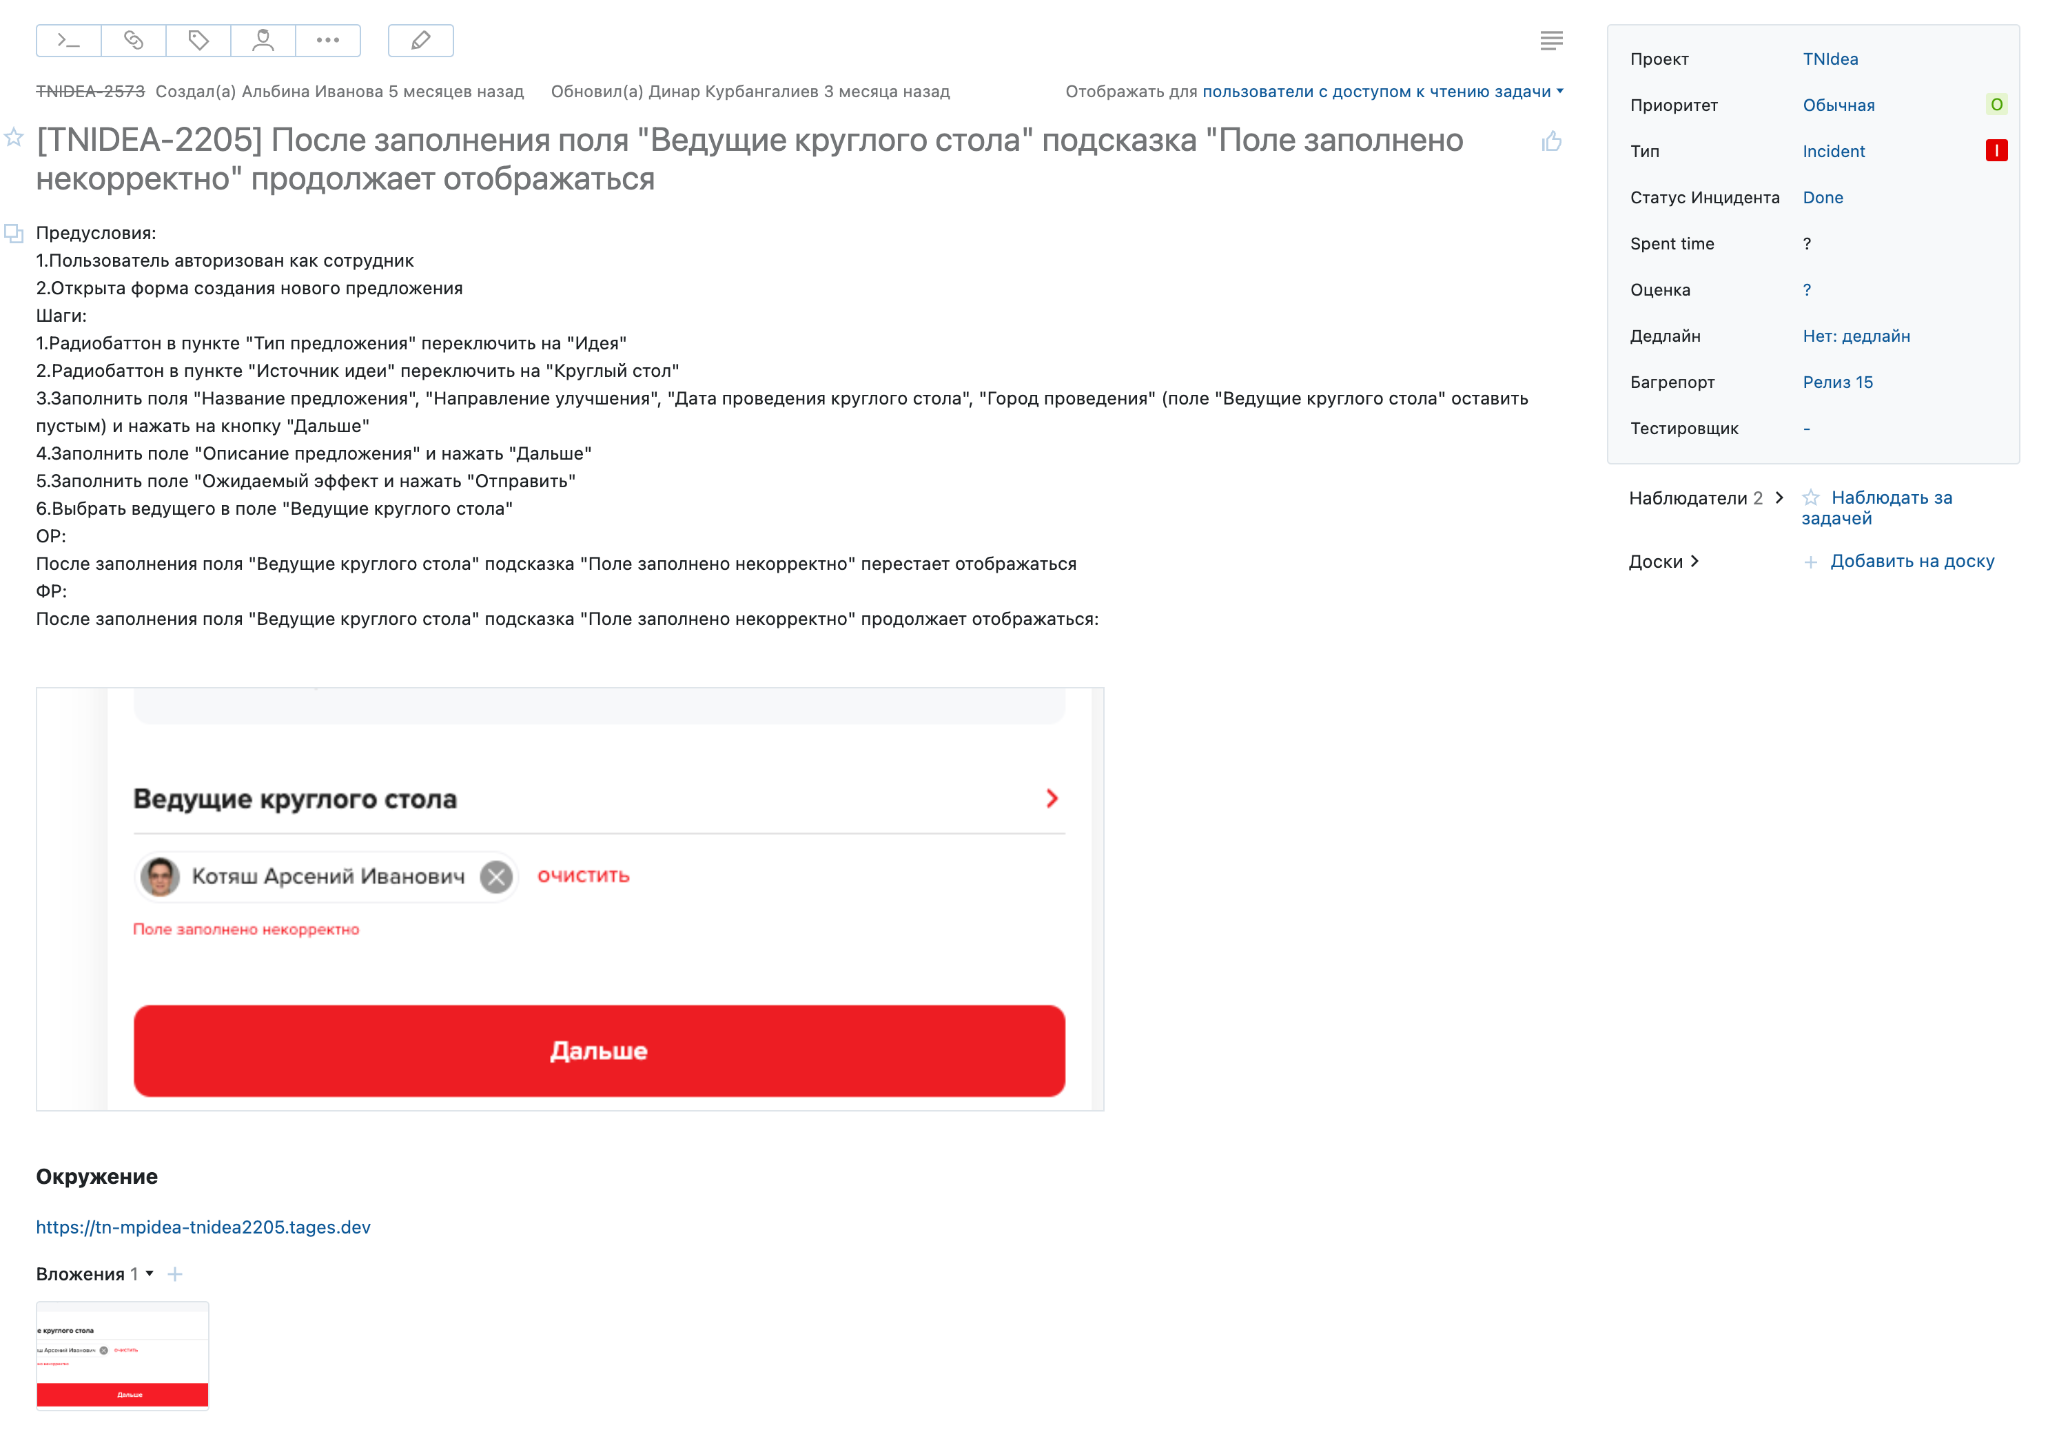 TNIDEA-2573 Создал(а) Альбина Иванова 5 месяцев назад Обновил(а) Динар Курбангалиев 3 месяца назад Отображать для пользователи с доступом к чтению задачи
[TNIDEA-2205] После заполнения поля "Ведущие круглого стола" подсказка "Поле заполнено
некорректно" продолжает отображаться
Предусловия:
1.Пользователь авторизован как сотрудник
2.Открыта форма создания нового предложения
Шаги:
1.Радиобаттон в пункте "Тип предложения" переключить на "Идея"
2.Радиобаттон в пункте "Источник идеи" переключить на "Круглый стол"
3.Заполнить поля "Название предложения", "Направление улучшения", "Дата проведения круглого стола", "Город проведения" (поле "Ведущие круглого стола" оставить
пустым) и нажать на кнопку "Дальше"
4.Заполнить поле "Описание предложения" и нажать "Дальше"
5.Заполнить поле "Ожидаемый эффект и нажать "Отправить"
6.Выбрать ведущего в поле "Ведущие круглого стола"
ОР:
После заполнения поля "Ведущие круглого стола" подсказка "Поле заполнено некорректно" перестает отображаться
ФР:
После заполнения поля "Ведущие круглого стола" подсказка "Поле заполнено некорректно" продолжает отображаться:
Ведущие круглого стола
Котяш Арсений Иванович очистить
Поле заполнено некорректно
Дальше
Окружение
https://tn-mpidea-tnidea2205.tages.dev
Вложения 1
е круглого стола
ш Арсений Иванович очистить
Дальше
Проект TNIdea
Приоритет Обычная О
Тип Incident I
Статус Инцидента Done
Spent time ?
Оценка ?
Дедлайн Нет: дедлайн
Багрепорт Релиз 15
Тестировщик -
Наблюдатели 2 Наблюдать за
задачей
Доски Добавить на доску